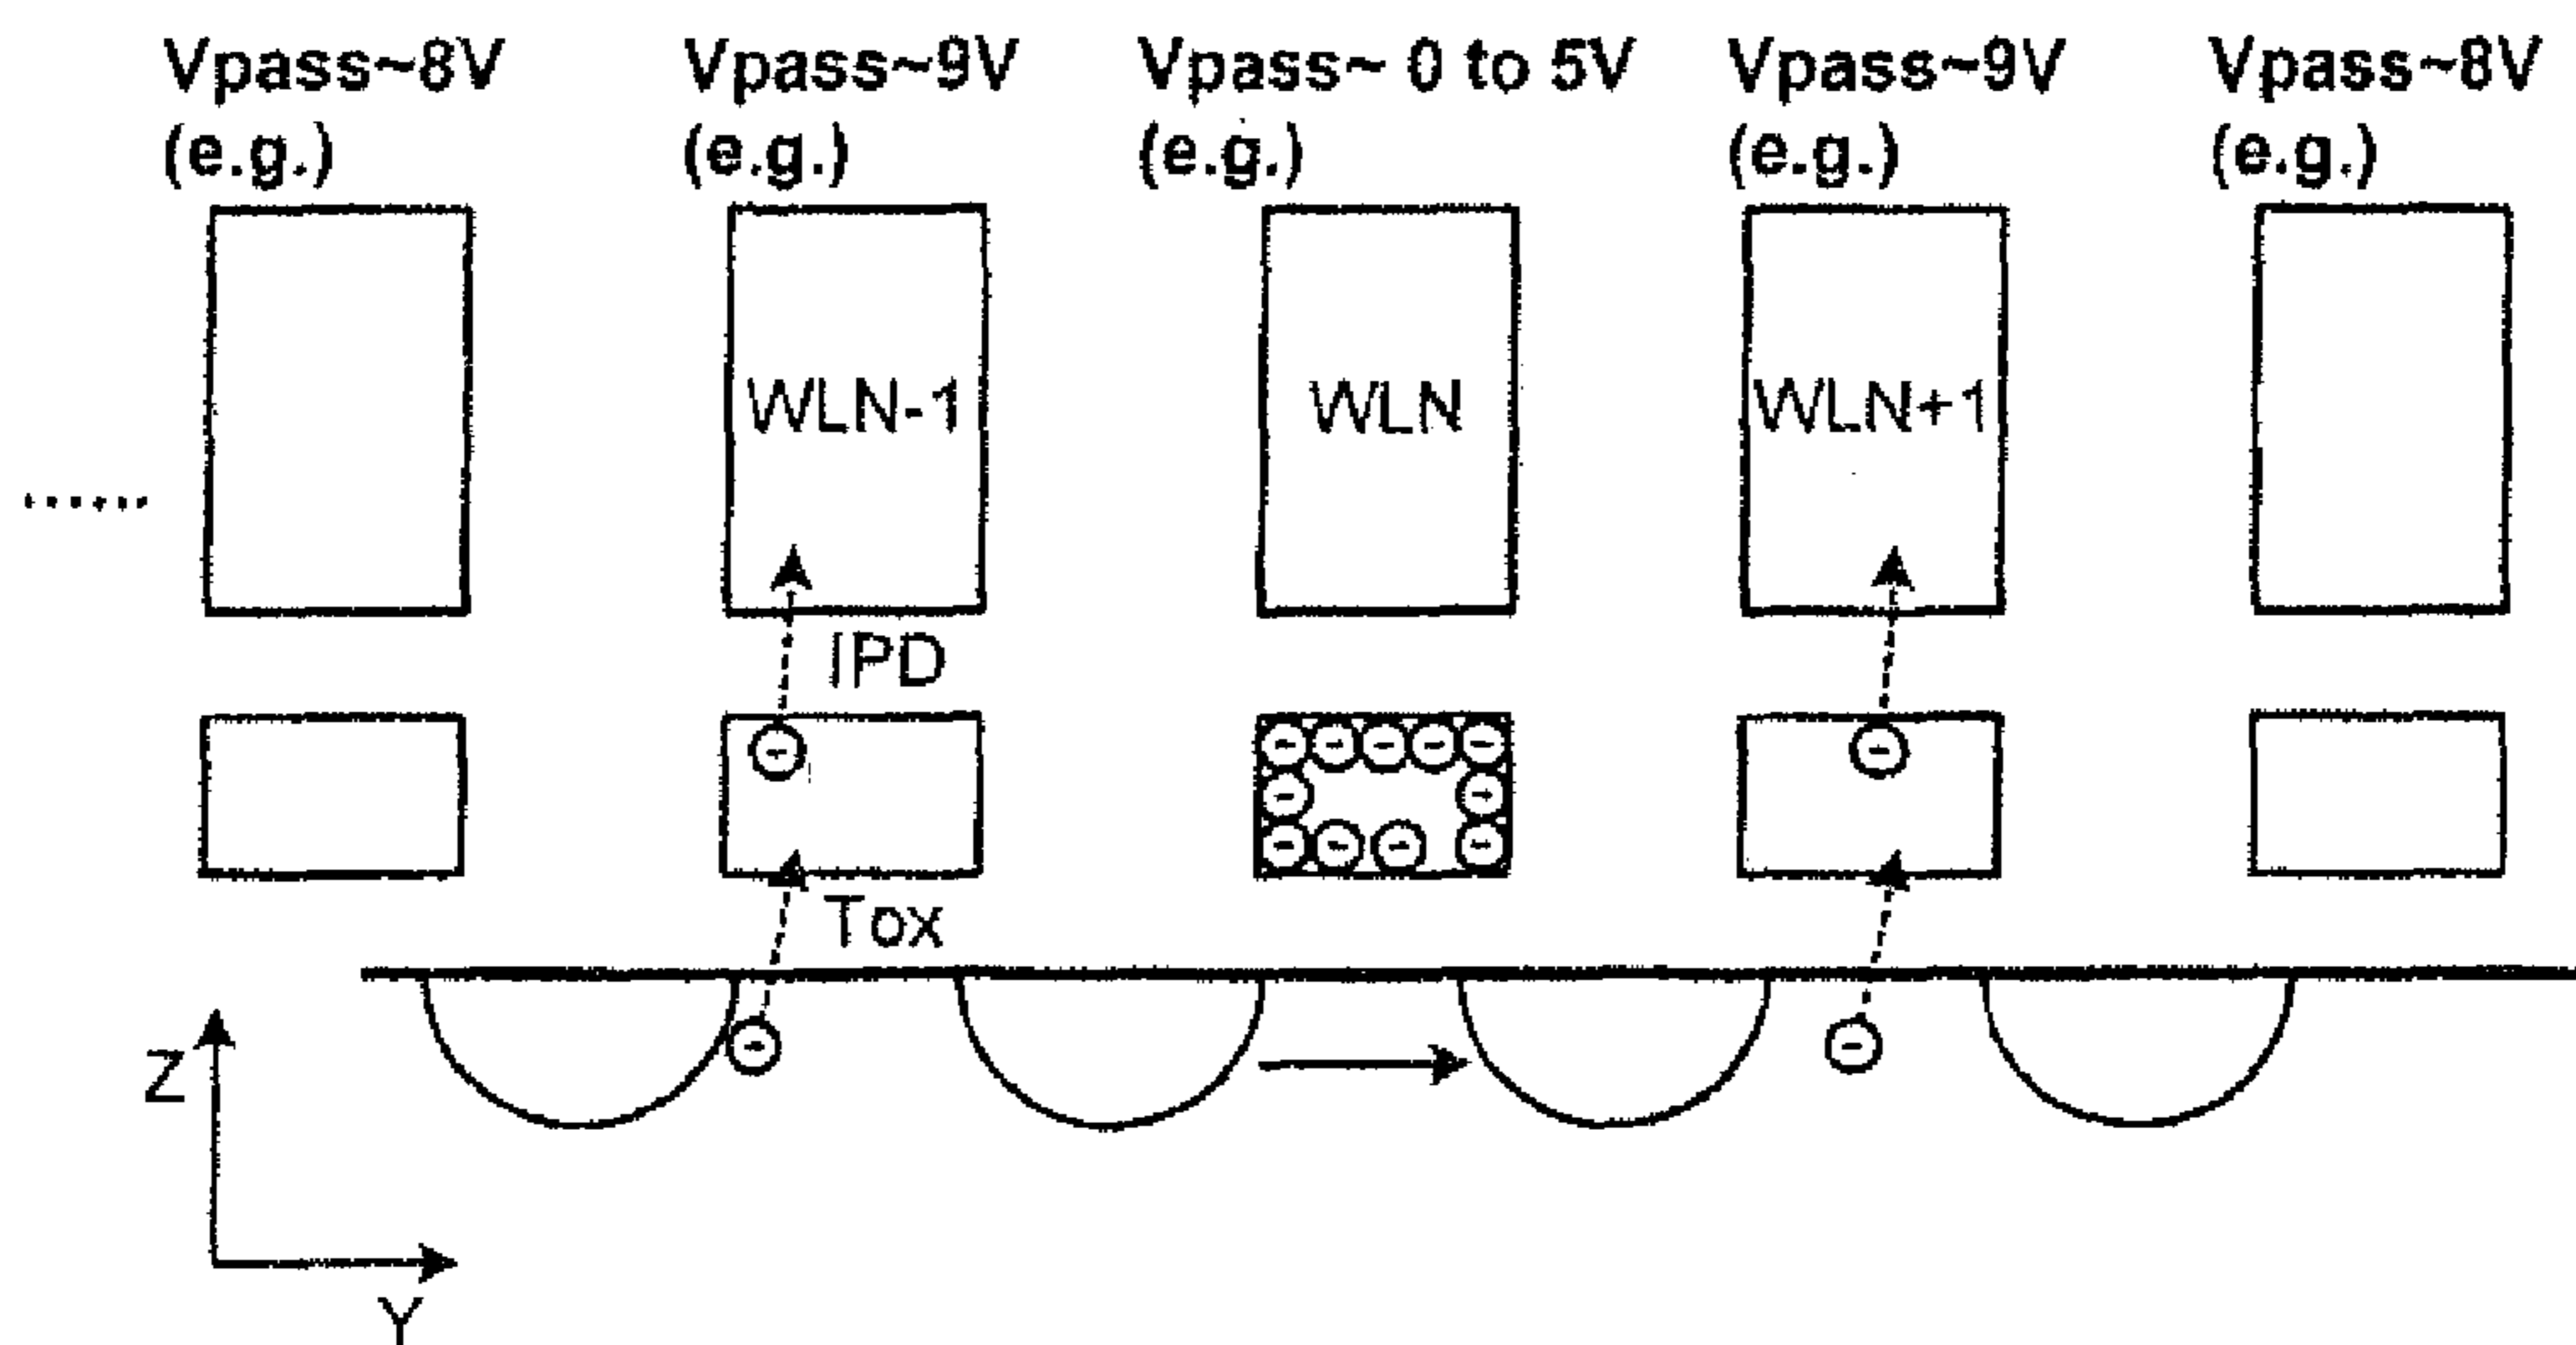 Vpass~8V
(e.g.)
Vpass~9V
(e.g.)
Vpass~ 0 to 5V
(e.g.)
Vpass~9V
(e.g.)
Vpass~8V
(e.g.)
WLN-1
WLN
WLN+1
......
IPD
Tox
Z
Y